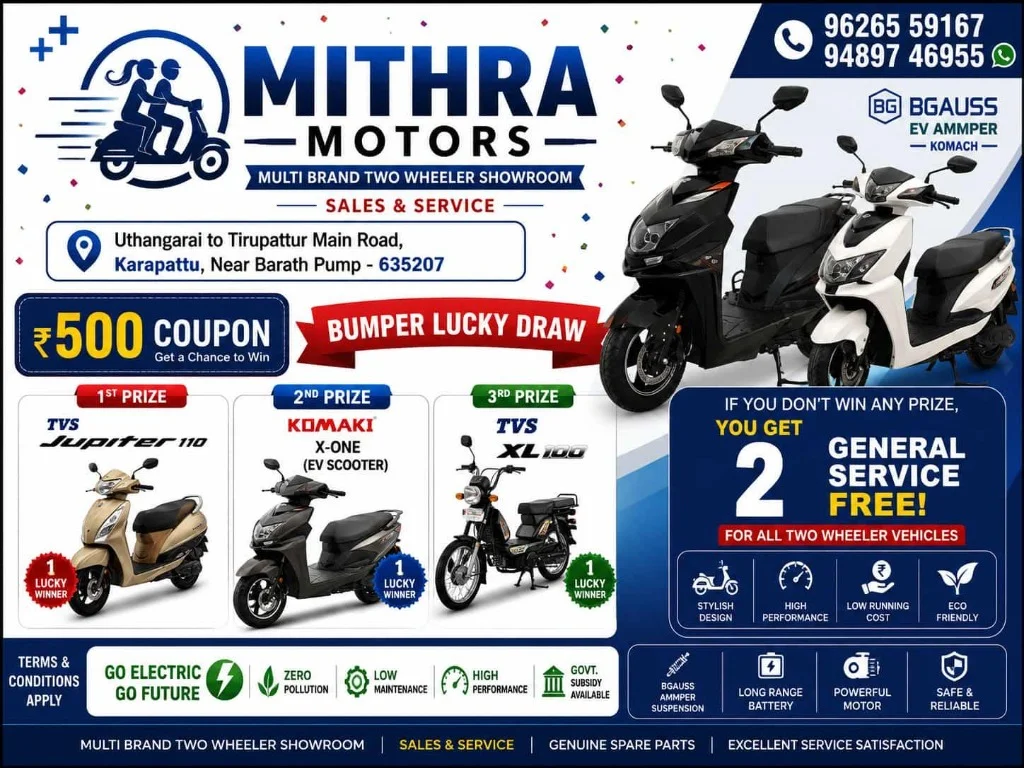 MITHRA
MOTORS
MULTI BRAND TWO WHEELER SHOWROOM
SALES & SERVICE
96265 59167
94897 46955
BG BGAUSS
EV AMMPER
KOMACH
Uthangarai to Tirupattur Main Road,
Karapattu, Near Barath Pump - 635207
₹500 COUPON
Get a Chance to Win
BUMPER LUCKY DRAW
1ST PRIZE
TVS
Jupiter 110
1
LUCKY
WINNER
2ND PRIZE
KOMAKI
X-ONE
(EV SCOOTER)
1
LUCKY
WINNER
3RD PRIZE
TVS
XL100
1
LUCKY
WINNER
IF YOU DON'T WIN ANY PRIZE,
YOU GET
2
GENERAL
SERVICE
FREE!
FOR ALL TWO WHEELER VEHICLES
STYLISH
DESIGN
HIGH
PERFORMANCE
LOW RUNNING
COST
ECO
FRIENDLY
TERMS &
CONDITIONS
APPLY
GO ELECTRIC
GO FUTURE
ZERO
POLLUTION
LOW
MAINTENANCE
HIGH
PERFORMANCE
GOVT.
SUBSIDY
AVAILABLE
BGAUSS
AMMPER
SUSPENSION
LONG RANGE
BATTERY
POWERFUL
MOTOR
SAFE &
RELIABLE
MULTI BRAND TWO WHEELER SHOWROOM | SALES & SERVICE | GENUINE SPARE PARTS | EXCELLENT SERVICE SATISFACTION